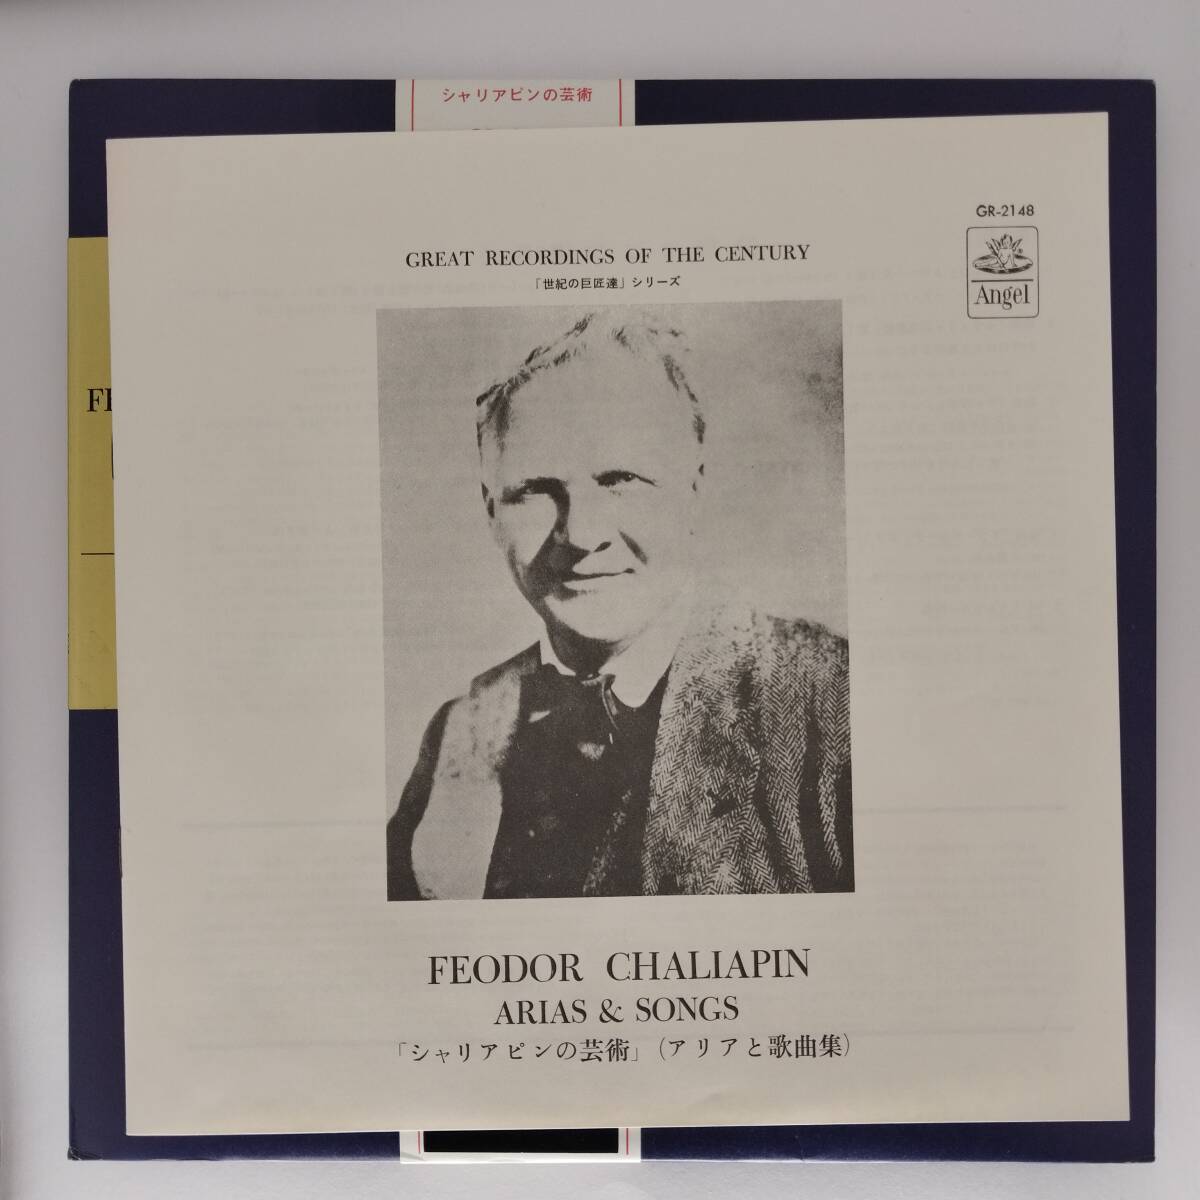 シャリアピンの芸術
GR-2148
Angel
GREAT RECORDINGS OF THE CENTURY
「世紀の巨匠達」シリーズ
FEODOR CHALIAPIN
ARIAS & SONGS
「シャリアピンの芸術」(アリアと歌曲集)